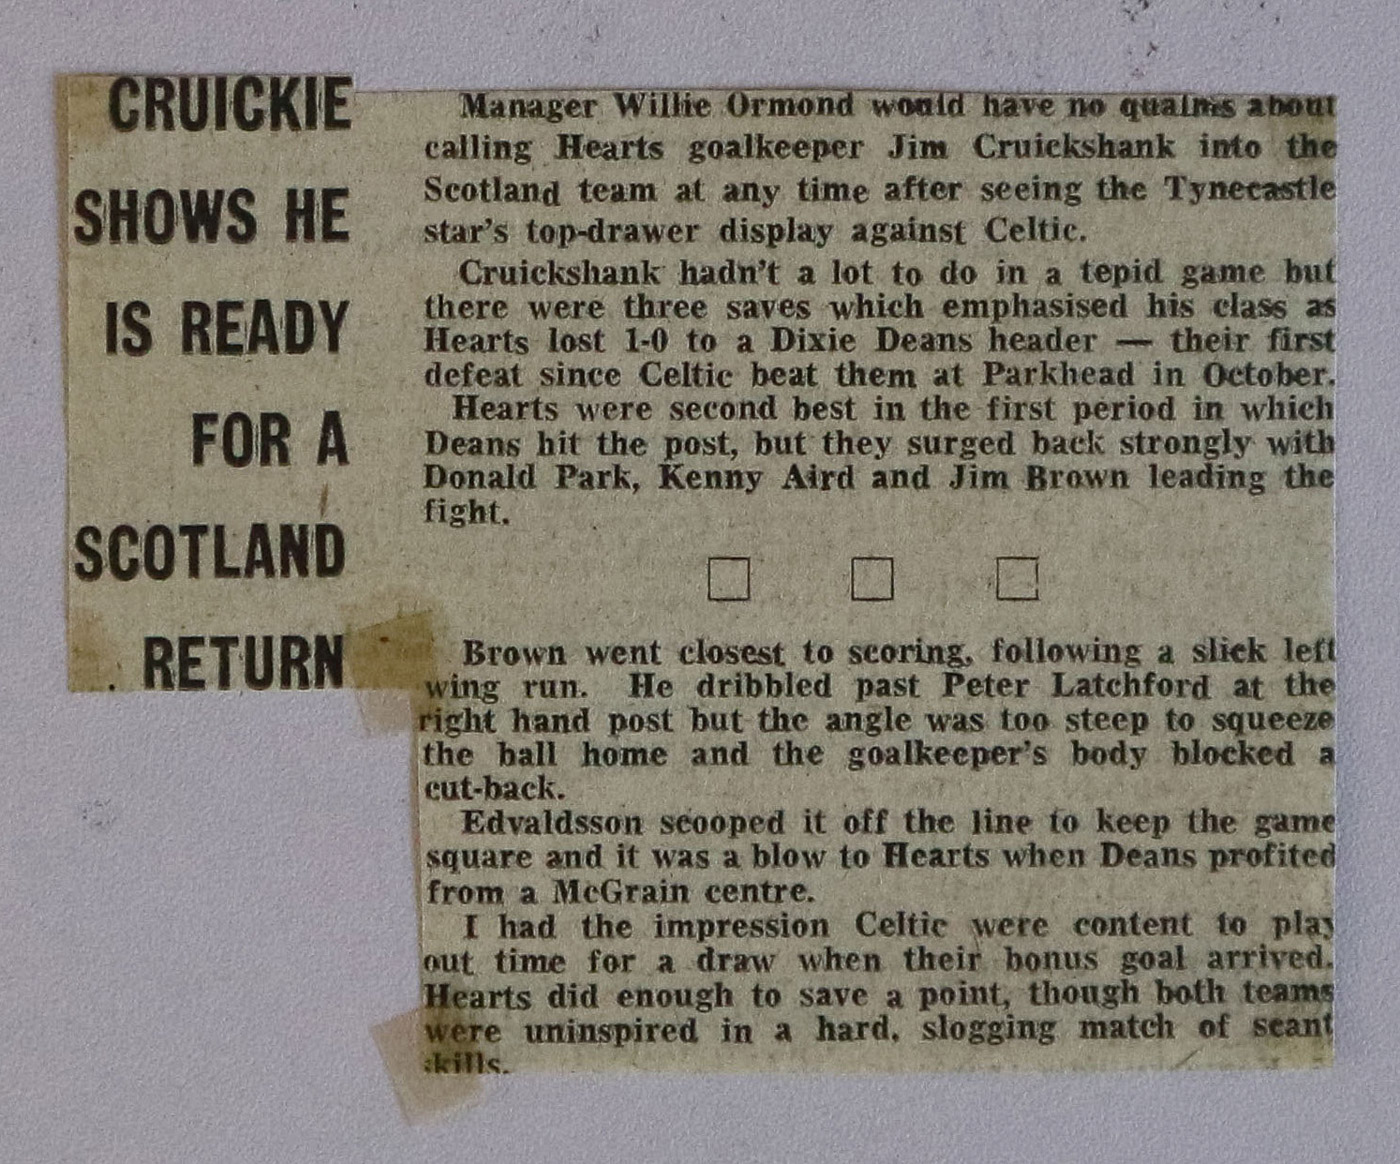 CRUICKIE
SHOWS HE
IS READY
FOR A
SCOTLAND
RETURN
Manager Willie Ormond would have no qualms about
calling Hearts goalkeeper Jim Cruickshank into the
Scotland team at any time after seeing the Tynecastle
star's top-drawer display against Celtic.
Cruickshank hadn't a lot to do in a tepid game but
there were three saves which emphasised his class as
Hearts lost 1-0 to a Dixie Deans header — their first
defeat since Celtic beat them at Parkhead in October.
Hearts were second best in the first period in which
Deans hit the post, but they surged back strongly with
Donald Park, Kenny Aird and Jim Brown leading the
fight.
Brown went closest to scoring, following a slick left
wing run. He dribbled past Peter Latchford at the
right hand post but the angle was too steep to squeeze
the ball home and the goalkeeper's body blocked a
cut-back.
Edvaldsson scooped it off the line to keep the game
square and it was a blow to Hearts when Deans profited
from a McGrain centre.
I had the impression Celtic were content to play
out time for a draw when their bonus goal arrived.
Hearts did enough to save a point, though both teams
were uninspired in a hard, slogging match of scant
skills.